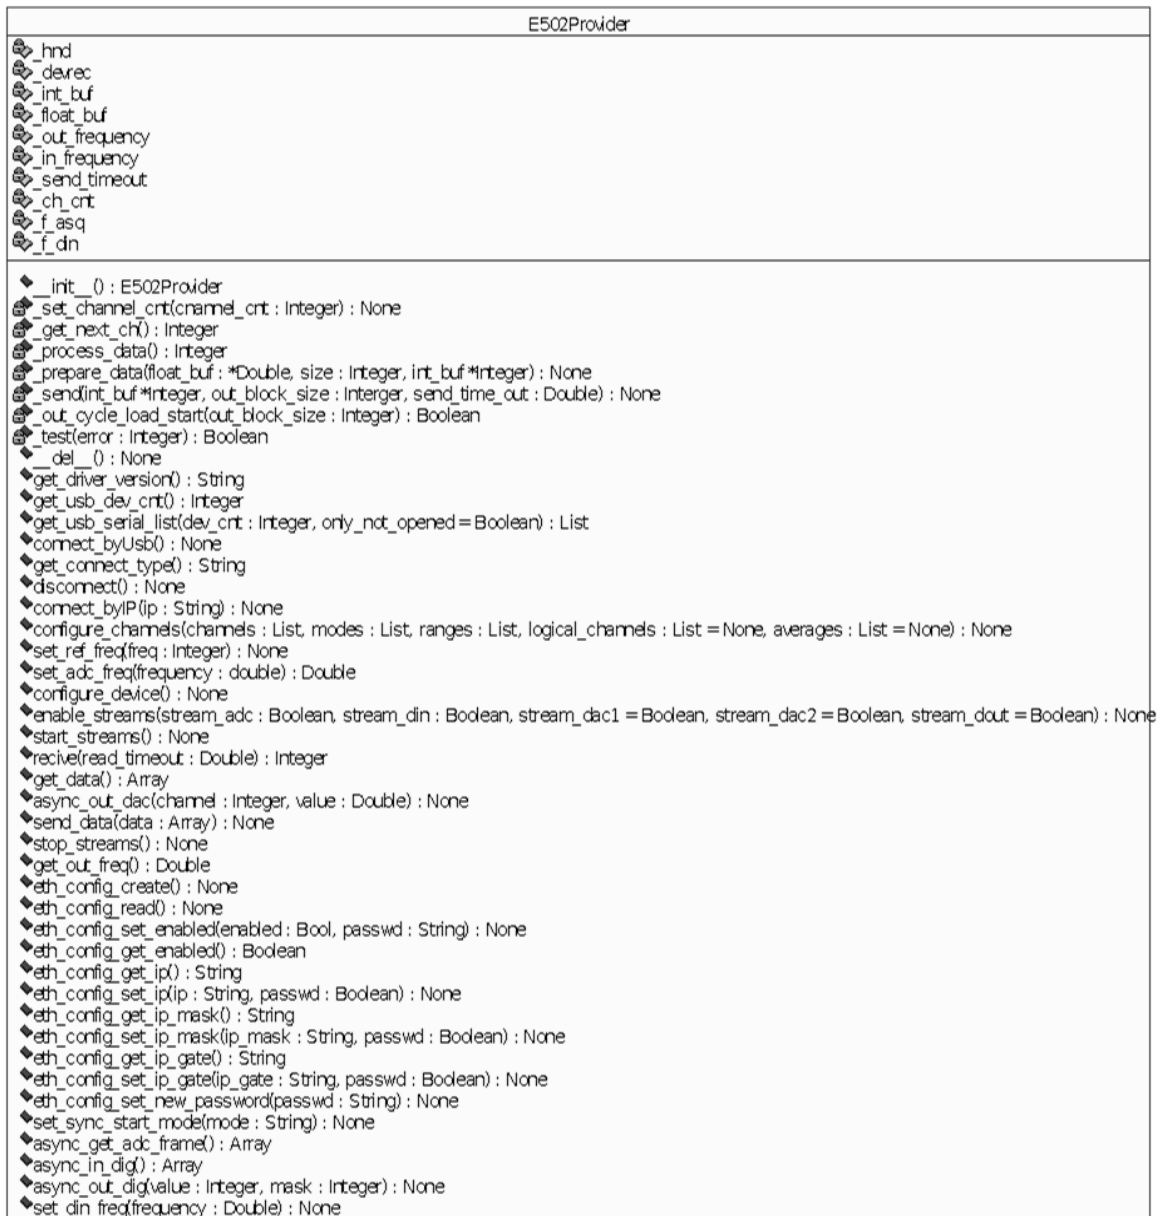 E502Provider
_hnd
_devrec
_int_buf
_float_buf
_out_frequency
_in_frequency
_send_timeout
_ch_cnt
_f_asq
_f_din
__init__() : E502Provider
_set_channel_cnt(cnannel_cnt : Integer) : None
_get_next_ch() : Integer
_process_data() : Integer
_prepare_data(float_buf : *Double, size : Integer, int_buf *Integer) : None
_send(int_buf *Integer, out_block_size : Interger, send_time_out : Double) : None
_out_cycle_load_start(out_block_size : Integer) : Boolean
_test(error : Integer) : Boolean
__del__() : None
get_driver_version() : String
get_usb_dev_cnt() : Integer
get_usb_serial_list(dev_cnt : Integer, only_not_opened = Boolean) : List
connect_byUsb() : None
get_connect_type() : String
disconnect() : None
connect_byIP(ip : String) : None
configure_channels(channels : List, modes : List, ranges : List, logical_channels : List = None, averages : List = None) : None
set_ref_freq(freq : Integer) : None
set_adc_freq(frequency : double) : Double
configure_device() : None
enable_streams(stream_adc : Boolean, stream_din : Boolean, stream_dac1 = Boolean, stream_dac2 = Boolean, stream_dout = Boolean) : None
start_streams() : None
recive(read_timeout : Double) : Integer
get_data() : Array
async_out_dac(channel : Integer, value : Double) : None
send_data(data : Array) : None
stop_streams() : None
get_out_freq() : Double
eth_config_create() : None
eth_config_read() : None
eth_config_set_enabled(enabled : Bool, passwd : String) : None
eth_config_get_enabled() : Boolean
eth_config_get_ip() : String
eth_config_set_ip(ip : String, passwd : Boolean) : None
eth_config_get_ip_mask() : String
eth_config_set_ip_mask(ip_mask : String, passwd : Boolean) : None
eth_config_get_ip_gate() : String
eth_config_set_ip_gate(ip_gate : String, passwd : Boolean) : None
eth_config_set_new_password(passwd : String) : None
set_sync_start_mode(mode : String) : None
async_get_adc_frame() : Array
async_in_dig() : Array
async_out_dig(value : Integer, mask : Integer) : None
set_din_freq(frequency : Double) : None